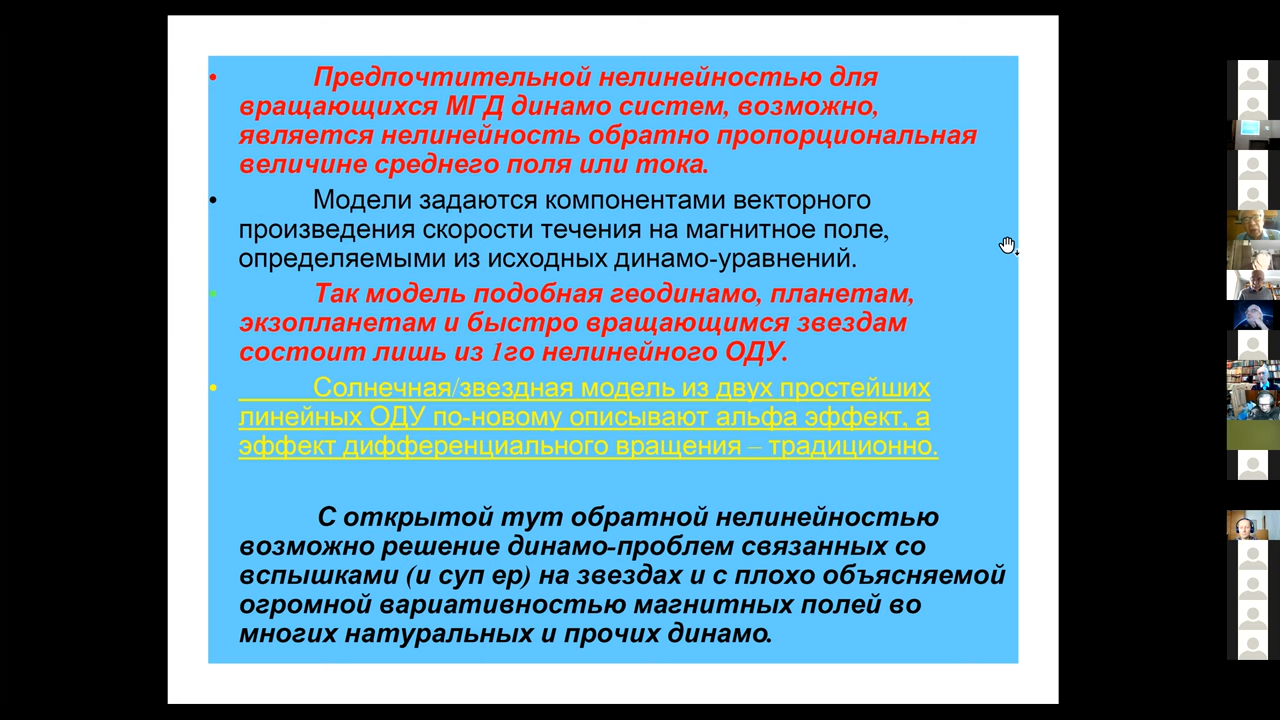 • Предпочтительной нелинейностью для
вращающихся МГД динамо систем, возможно,
является нелинейность обратно пропорциональная
величине среднего поля или тока.
• Модели задаются компонентами векторного
произведения скорости течения на магнитное поле,
определяемыми из исходных динамо-уравнений.
• Так модель подобная геодинамо, планетам,
экзопланетам и быстро вращающимся звездам
состоит лишь из 1го нелинейного ОДУ.
• Солнечная/звездная модель из двух простейших
линейных ОДУ по-новому описывают альфа эффект, а
эффект дифференциального вращения – традиционно.
С открытой тут обратной нелинейностью
возможно решение динамо-проблем связанных со
вспышками (и суп ер) на звездах и с плохо объясняемой
огромной вариативностью магнитных полей во
многих натуральных и прочих динамо.